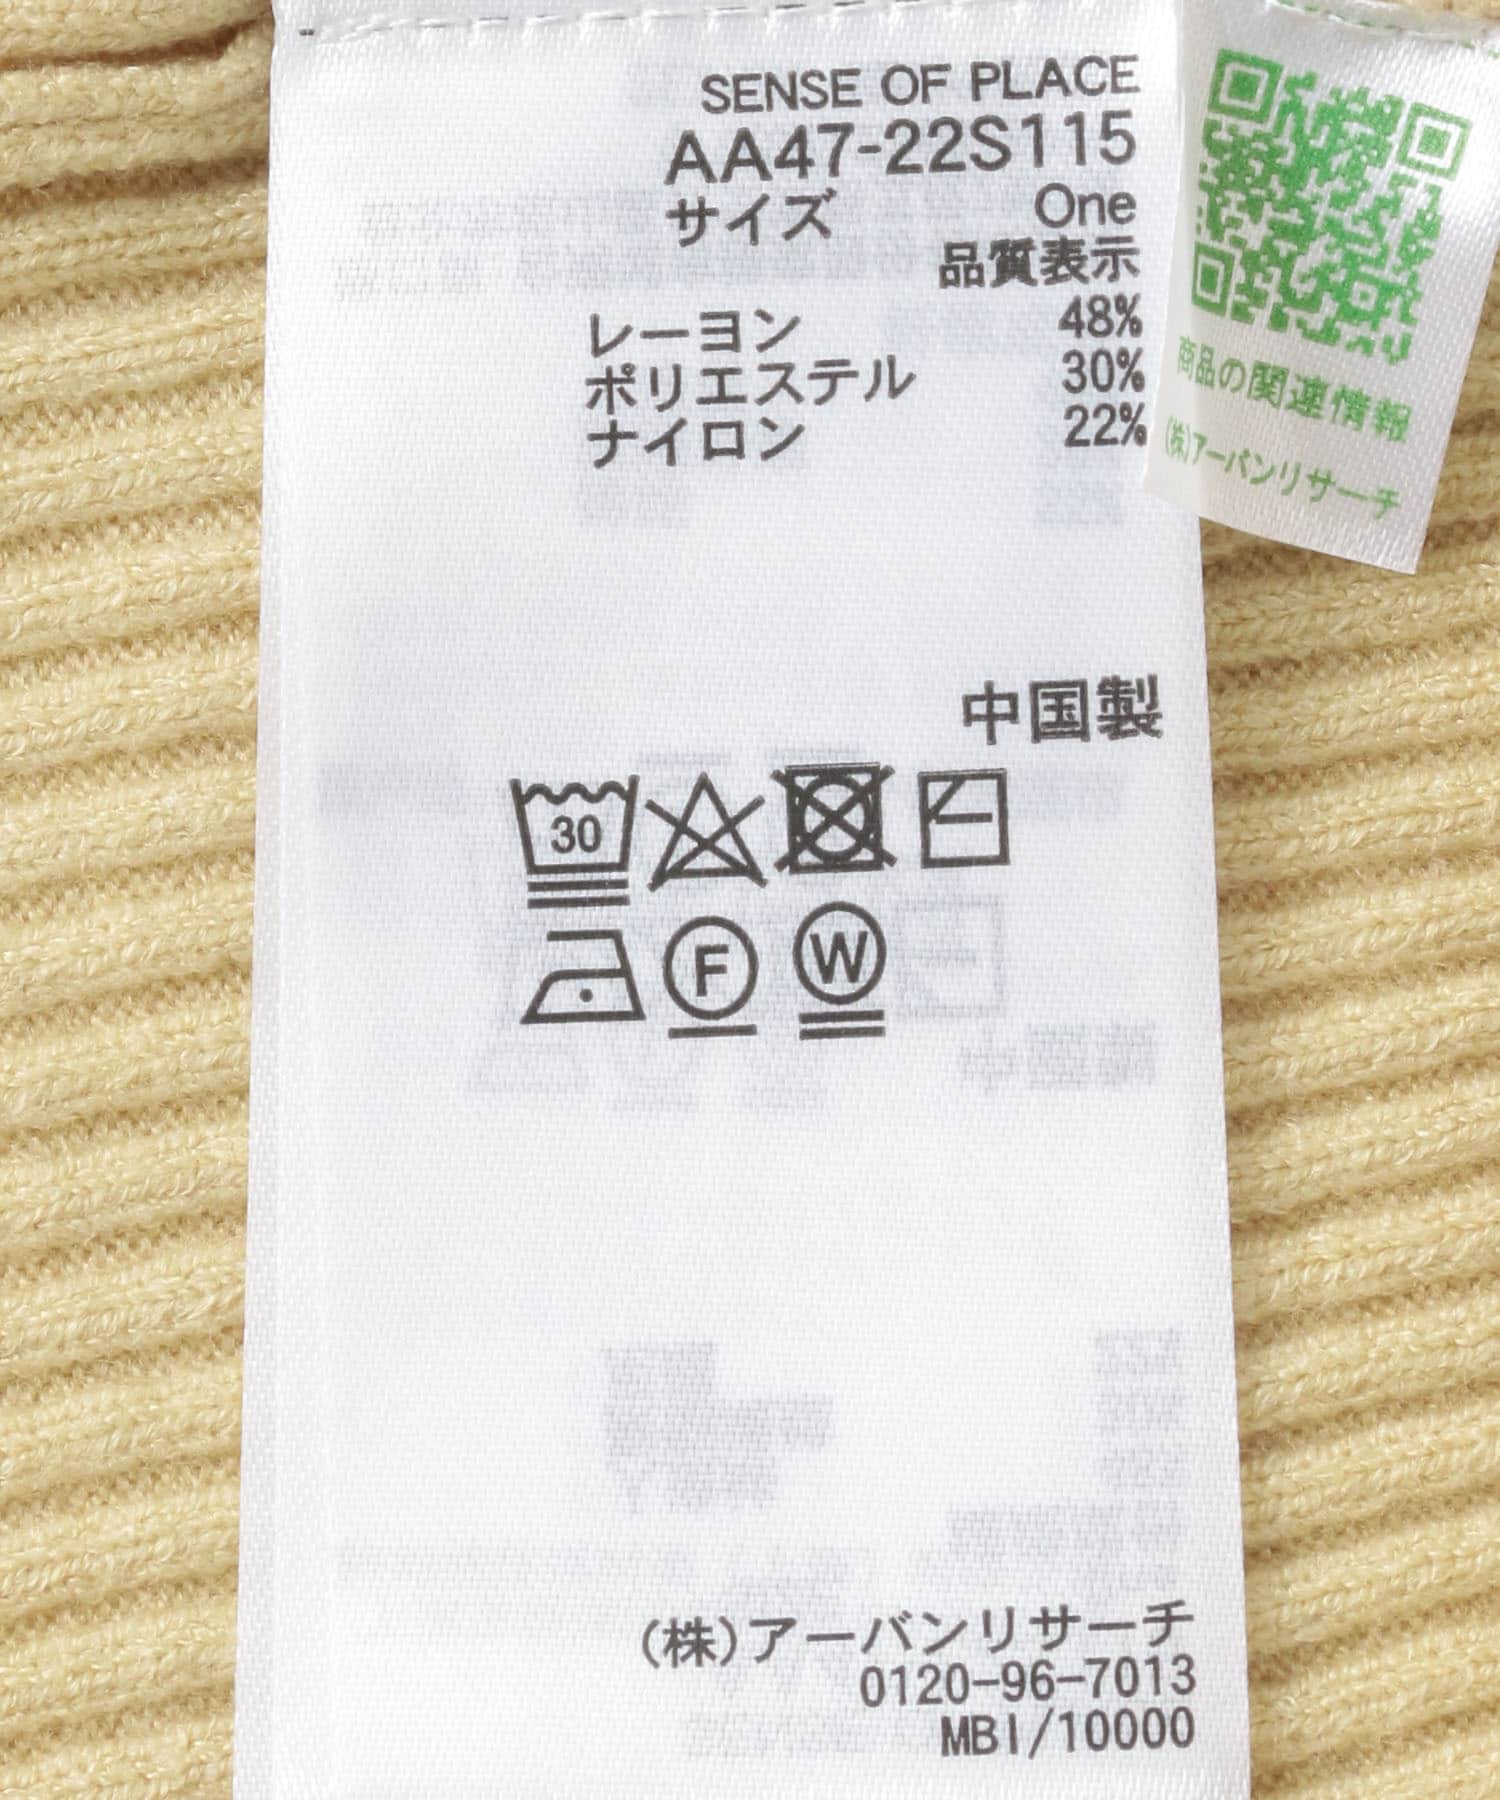 SENSE OF PLACE
AA47-22S115
サイズ One
品質表示
レーヨン 48%
ポリエステル 30%
ナイロン 22%
中国製
30
F W
(株)アーバンリサーチ
0120-96-7013
MBI/10000
商品の関連情報
(株)アーバンリサーチ